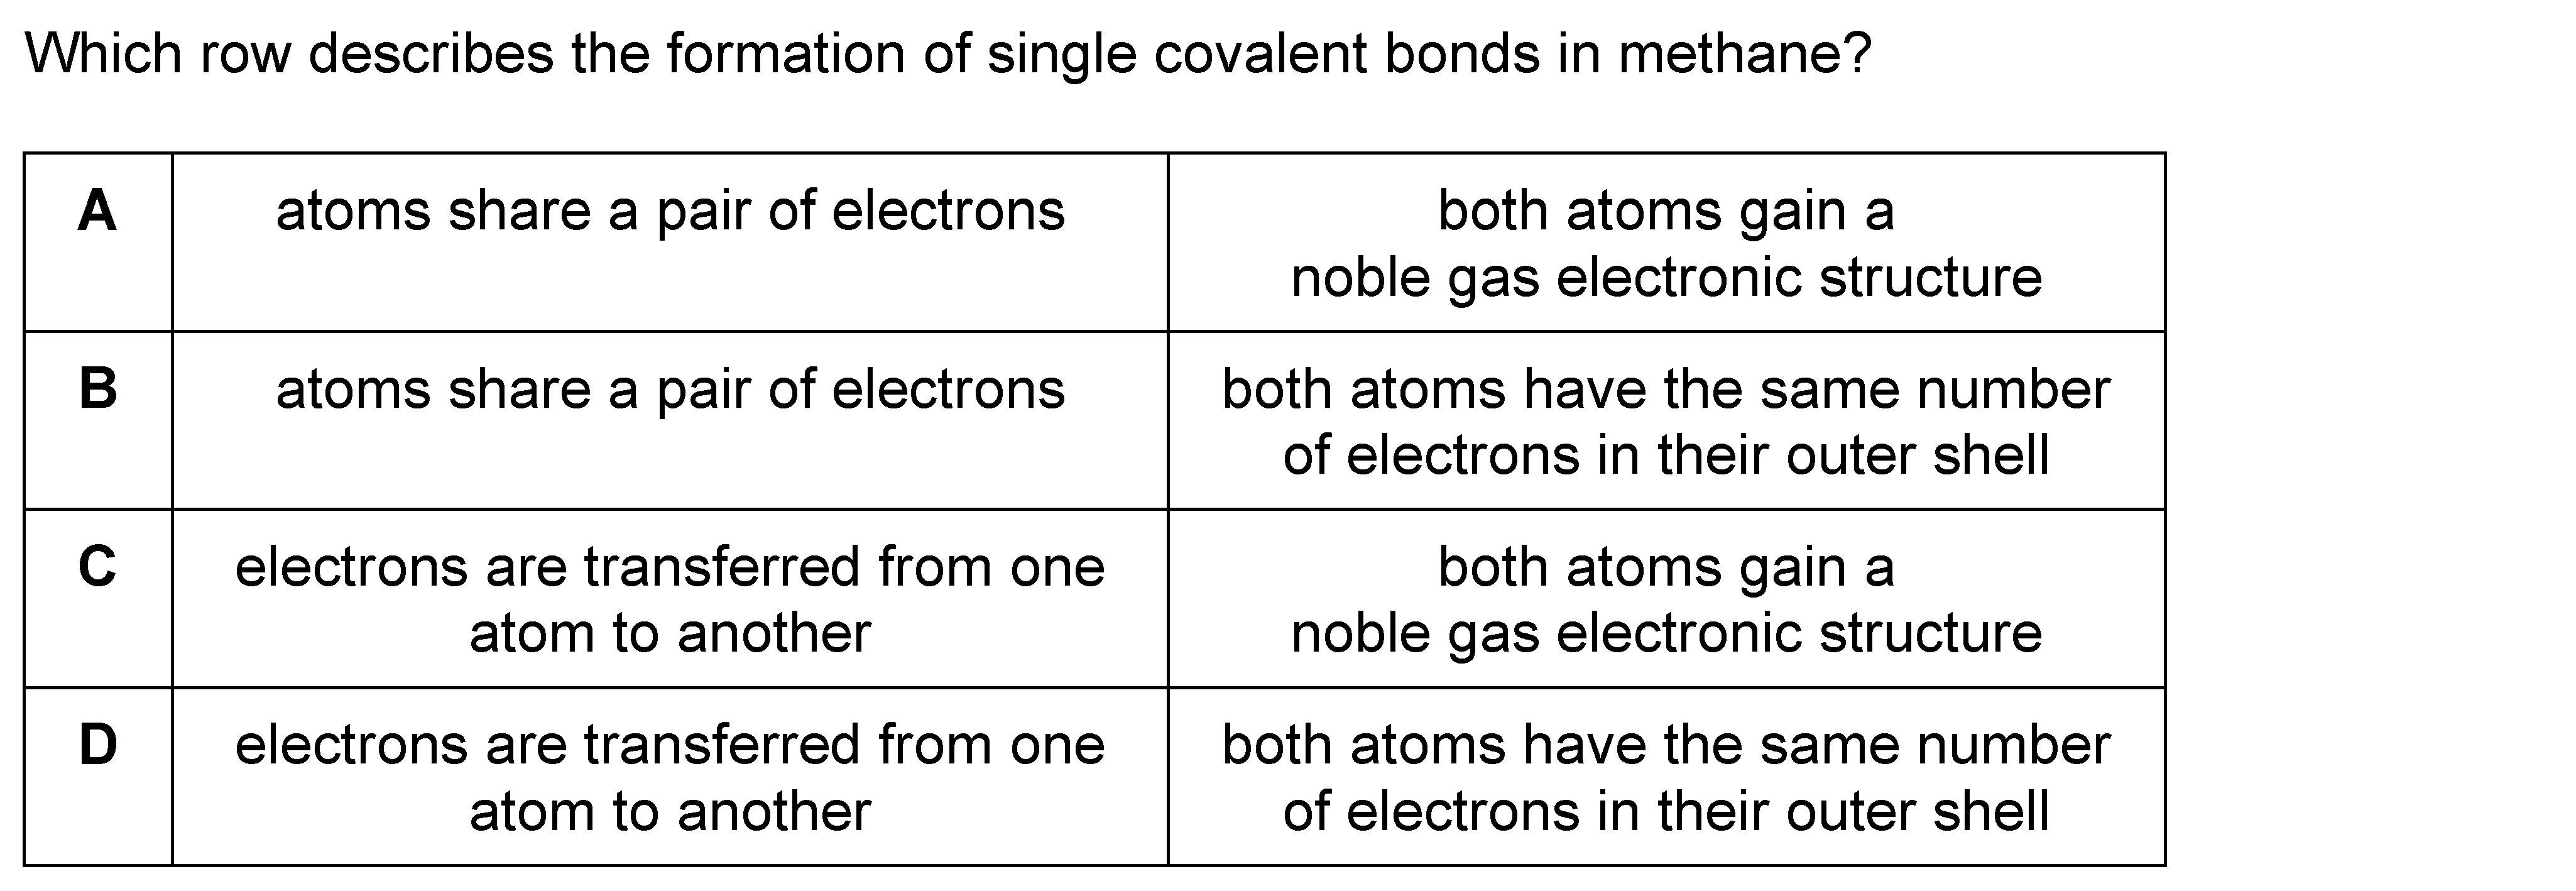 Which row describes the formation of single covalent bonds in methane?
A
atoms share a pair of electrons
both atoms gain a
noble gas electronic structure
B
atoms share a pair of electrons
both atoms have the same number
of electrons in their outer shell
C
electrons are transferred from one
atom to another
both atoms gain a
noble gas electronic structure
D
electrons are transferred from one
atom to another
both atoms have the same number
of electrons in their outer shell